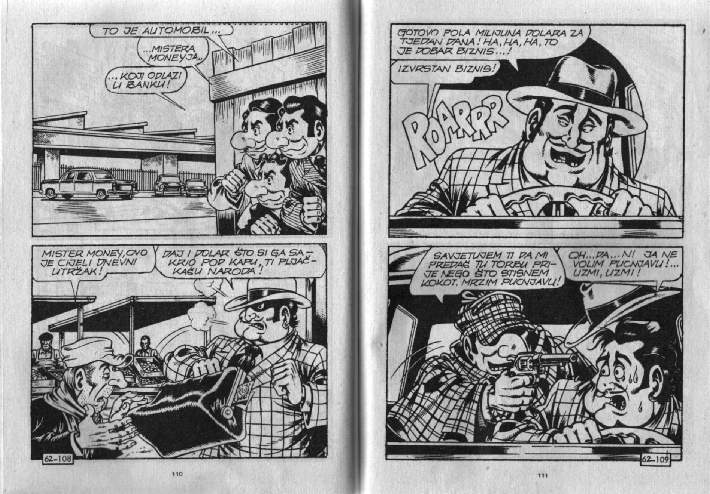 TO JE AUTOMOBIL...
...MISTERA
MONEYJA..
...KOJI ODLAZI
U BANKU!
MISTER MONEY, OVO
JE CIJELI DNEVNI
UTRŽAK!
DAJ I DOLAR ŠTO SI GA SA-
KRIO POD KAPU, TI PLJAČ-
KAŠU NARODA!
62-108
110
GOTOVO POLA MILIJUNA DOLARA ZA
TJEDAN DANA! HA, HA, HA, TO
JE DOBAR BIZNIS...!
IZVRSTAN BIZNIS!
ROARRR
SAVJETUJEM TI DA MI
PREDAŠ TU TORBU PRI-
JE NEGO ŠTO STISNEM
KOKOT. MRZIM PUCNJAVU!
OH...DA...NI JA NE
VOLIM PUCNJAVU!...
UZMI, UZMI!
62-109
111